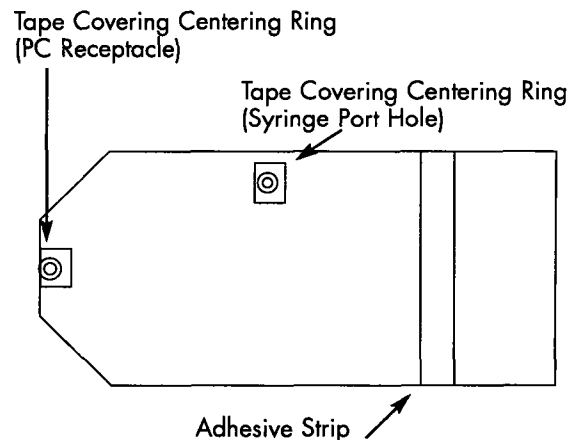 Tape Covering Centering Ring
(PC Receptacle)
Tape Covering Centering Ring
(Syringe Port Hole)
Adhesive Strip